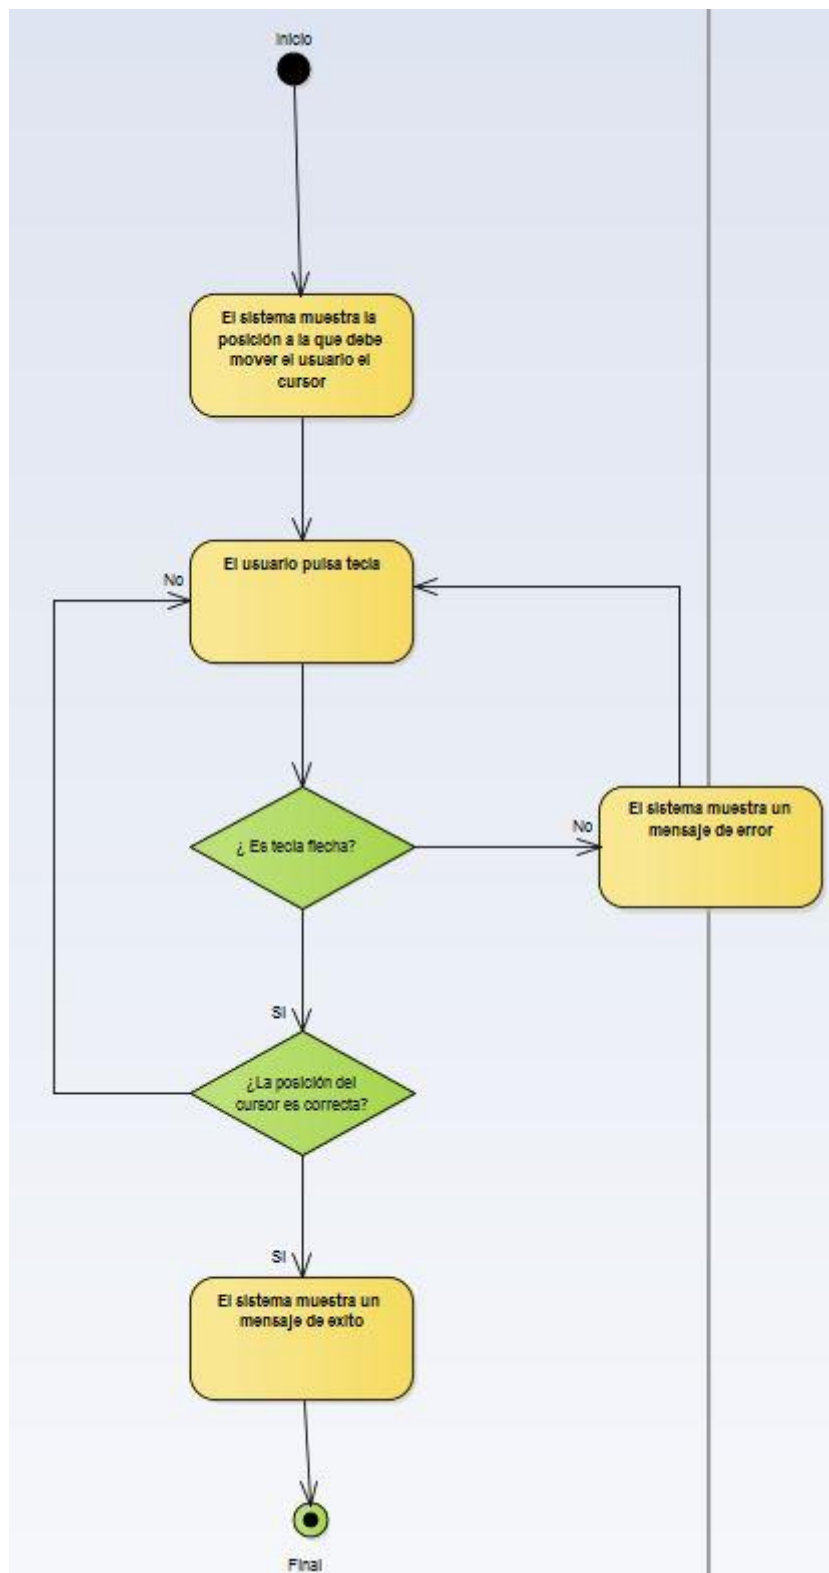 Inicio
El sistema muestra la
posición a la que debe
mover el usuario el
cursor
El usuario pulsa tecla
No
¿ Es tecla flecha?
No
El sistema muestra un
mensaje de error
SI
¿La posición del
cursor es correcta?
SI
El sistema muestra un
mensaje de exito
Final